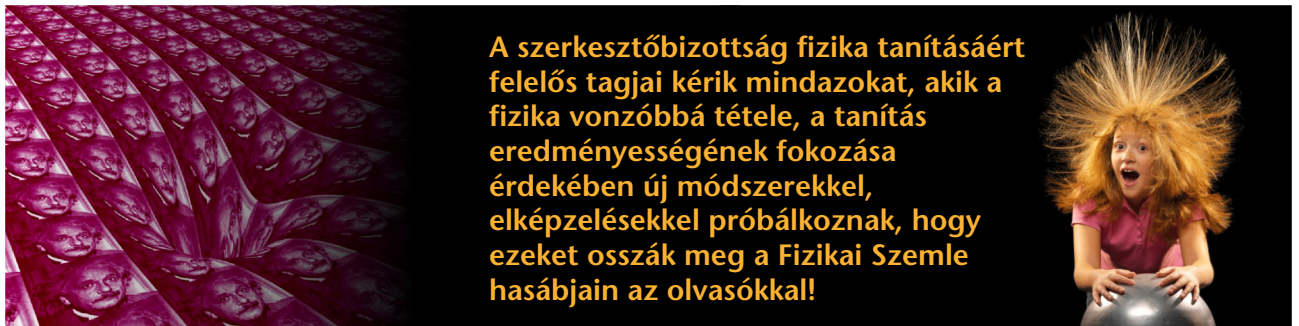 A szerkesztőbizottság fizika tanításáért
felelős tagjai kérik mindazokat, akik a
fizika vonzóbbá tétele, a tanítás
eredményességének fokozása
érdekében új módszerekkel,
elképzelésekkel próbálkoznak, hogy
ezeket osszák meg a Fizikai Szemle
hasábjain az olvasókkal!